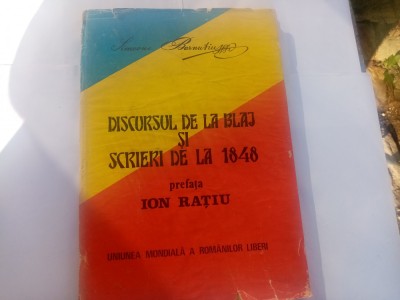 Simion Bărnuțiu
DISCURSUL DE LA BLAJ
ȘI
SCRIERI DE LA 1848
prefața
ION RAȚIU
UNIUNEA MONDIALĂ A ROMÂNILOR LIBERI